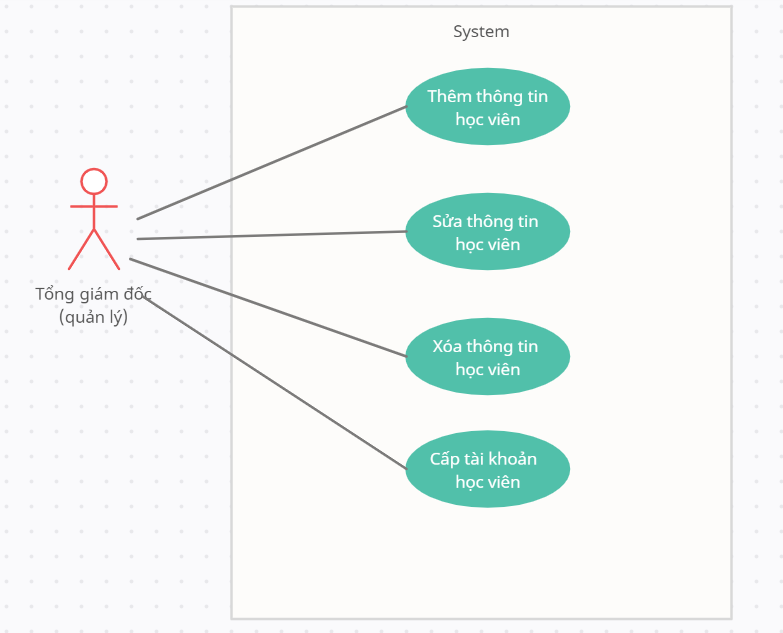 System
Thêm thông tin
học viên
Sửa thông tin
học viên
Tổng giám đốc
(quản lý)
Xóa thông tin
học viên
Cấp tài khoản
học viên